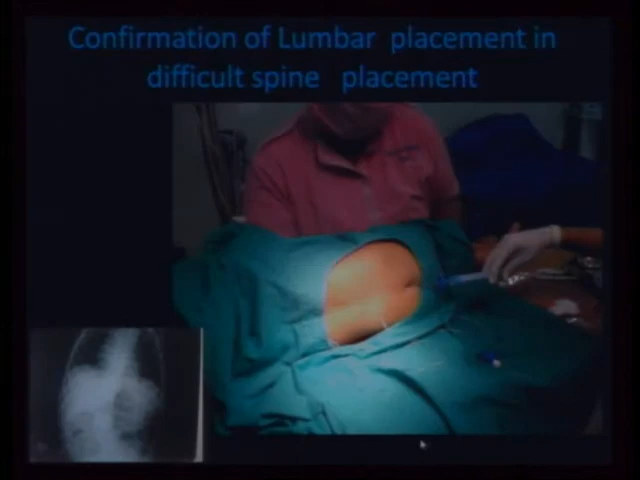 Confirmation of Lumbar placement in
difficult spine placement